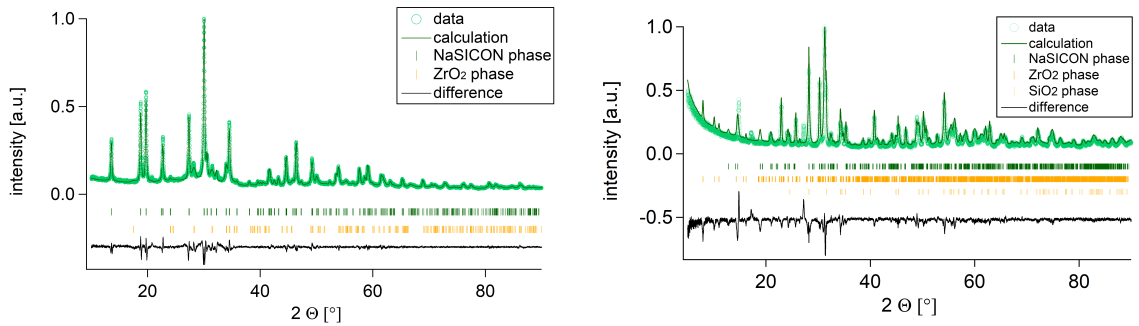 data
calculation
NaSICON phase
ZrO2 phase
difference
intensity [a.u.]
1.0
0.5
0.0
20
40
60
80
2 Θ [°]
data
calculation
NaSICON phase
ZrO2 phase
SiO2 phase
difference
intensity [a.u.]
1.0
0.5
0.0
-0.5
20
40
60
80
2 Θ [°]